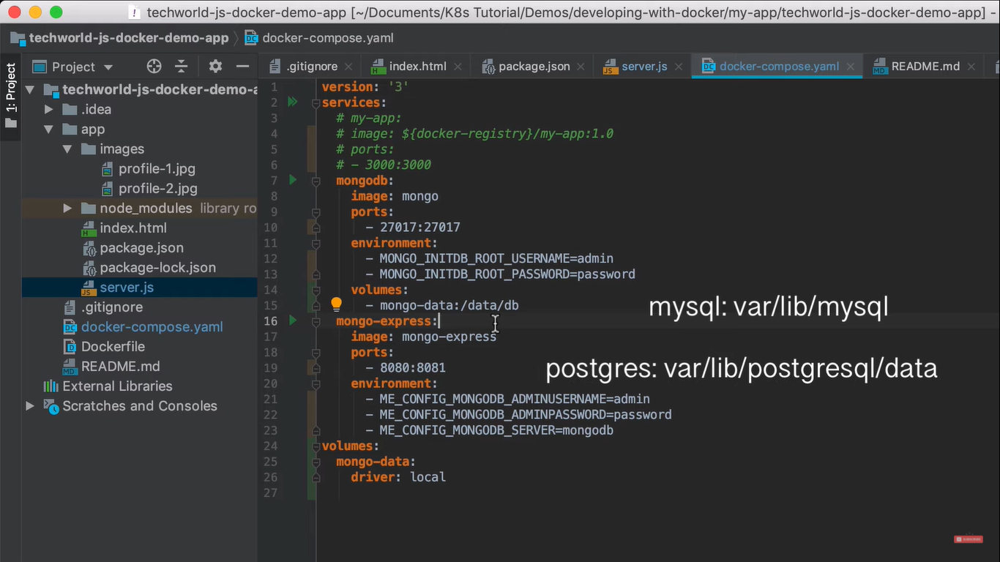 techworld-js-docker-demo-app [~/Documents/K8s Tutorial/Demos/developing-with-docker/my-app/techworld-js-docker-demo-app] –
techworld-js-docker-demo-app
docker-compose.yaml
1: Project
Project
.gitignore
index.html
package.json
server.js
docker-compose.yaml
README.md
techworld-js-docker-demo-a
.idea
app
images
profile-1.jpg
profile-2.jpg
node_modules library ro
index.html
package.json
package-lock.json
server.js
.gitignore
docker-compose.yaml
Dockerfile
README.md
External Libraries
Scratches and Consoles
1 version: '3'
2 services:
3 # my-app:
4 # image: ${docker-registry}/my-app:1.0
5 # ports:
6 # - 3000:3000
7 mongodb:
8 image: mongo
9 ports:
10 - 27017:27017
11 environment:
12 - MONGO_INITDB_ROOT_USERNAME=admin
13 - MONGO_INITDB_ROOT_PASSWORD=password
14 volumes:
15 - mongo-data:/data/db
16 mongo-express:
17 image: mongo-express
18 ports:
19 - 8080:8081
20 environment:
21 - ME_CONFIG_MONGODB_ADMINUSERNAME=admin
22 - ME_CONFIG_MONGODB_ADMINPASSWORD=password
23 - ME_CONFIG_MONGODB_SERVER=mongodb
24 volumes:
25 mongo-data:
26 driver: local
27
mysql: var/lib/mysql
postgres: var/lib/postgresql/data
SUBSCRIBE